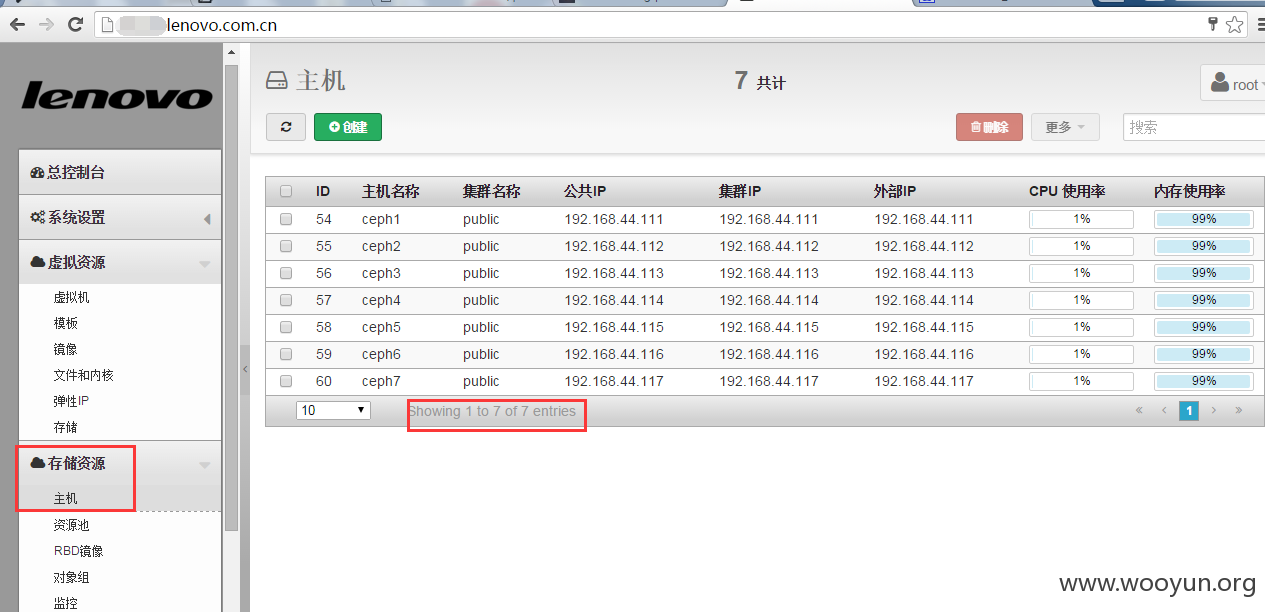 lenovo.com.cn
lenovo
主机
7 共计
root
创建
删除
更多
搜索
总控制台
系统设置
虚拟资源
虚拟机
模板
镜像
文件和内核
弹性IP
存储
存储资源
主机
资源池
RBD镜像
对象组
监控
ID 主机名称 集群名称 公共IP 集群IP 外部IP CPU 使用率 内存使用率
54 ceph1 public 192.168.44.111 192.168.44.111 192.168.44.111 1% 99%
55 ceph2 public 192.168.44.112 192.168.44.112 192.168.44.112 1% 99%
56 ceph3 public 192.168.44.113 192.168.44.113 192.168.44.113 1% 99%
57 ceph4 public 192.168.44.114 192.168.44.114 192.168.44.114 1% 99%
58 ceph5 public 192.168.44.115 192.168.44.115 192.168.44.115 1% 99%
59 ceph6 public 192.168.44.116 192.168.44.116 192.168.44.116 1% 99%
60 ceph7 public 192.168.44.117 192.168.44.117 192.168.44.117 1% 99%
10 Showing 1 to 7 of 7 entries « ‹ 1 › »
www.wooyun.org